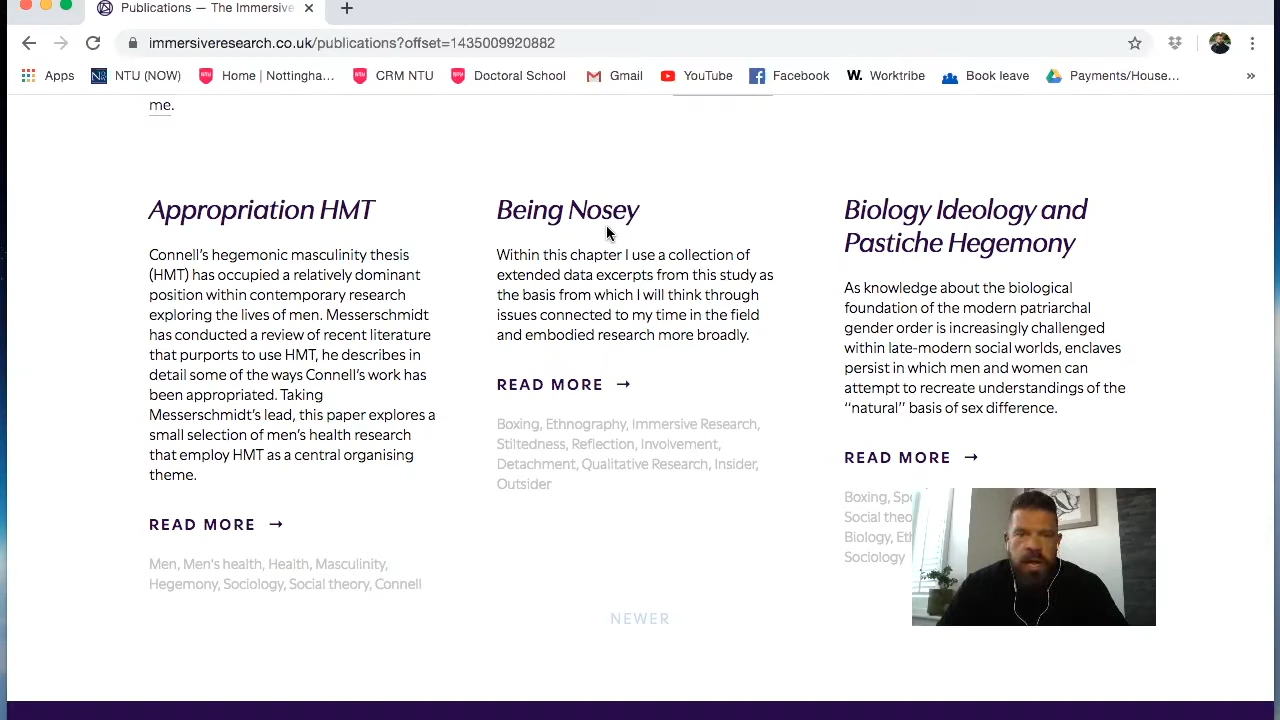 Publications — The Immersive
immersiveresearch.co.uk/publications?offset=1435009920882
Apps
NTU (NOW)
Home | Nottingha...
CRM NTU
Doctoral School
Gmail
YouTube
Facebook
W. Worktribe
Book leave
Payments/House...
me.
Appropriation HMT
Connell's hegemonic masculinity thesis
(HMT) has occupied a relatively dominant
position within contemporary research
exploring the lives of men. Messerschmidt
has conducted a review of recent literature
that purports to use HMT, he describes in
detail some of the ways Connell's work has
been appropriated. Taking
Messerschmidt's lead, this paper explores a
small selection of men's health research
that employ HMT as a central organising
theme.
READ MORE →
Men, Men's health, Health, Masculinity,
Hegemony, Sociology, Social theory, Connell
Being Nosey
Within this chapter I use a collection of
extended data excerpts from this study as
the basis from which I will think through
issues connected to my time in the field
and embodied research more broadly.
READ MORE →
Boxing, Ethnography, Immersive Research,
Stiltedness, Reflection, Involvement,
Detachment, Qualitative Research, Insider,
Outsider
Biology Ideology and
Pastiche Hegemony
As knowledge about the biological
foundation of the modern patriarchal
gender order is increasingly challenged
within late-modern social worlds, enclaves
persist in which men and women can
attempt to recreate understandings of the
“natural” basis of sex difference.
READ MORE →
Boxing, Spo
Social theo
Biology, Eth
Sociology
NEWER